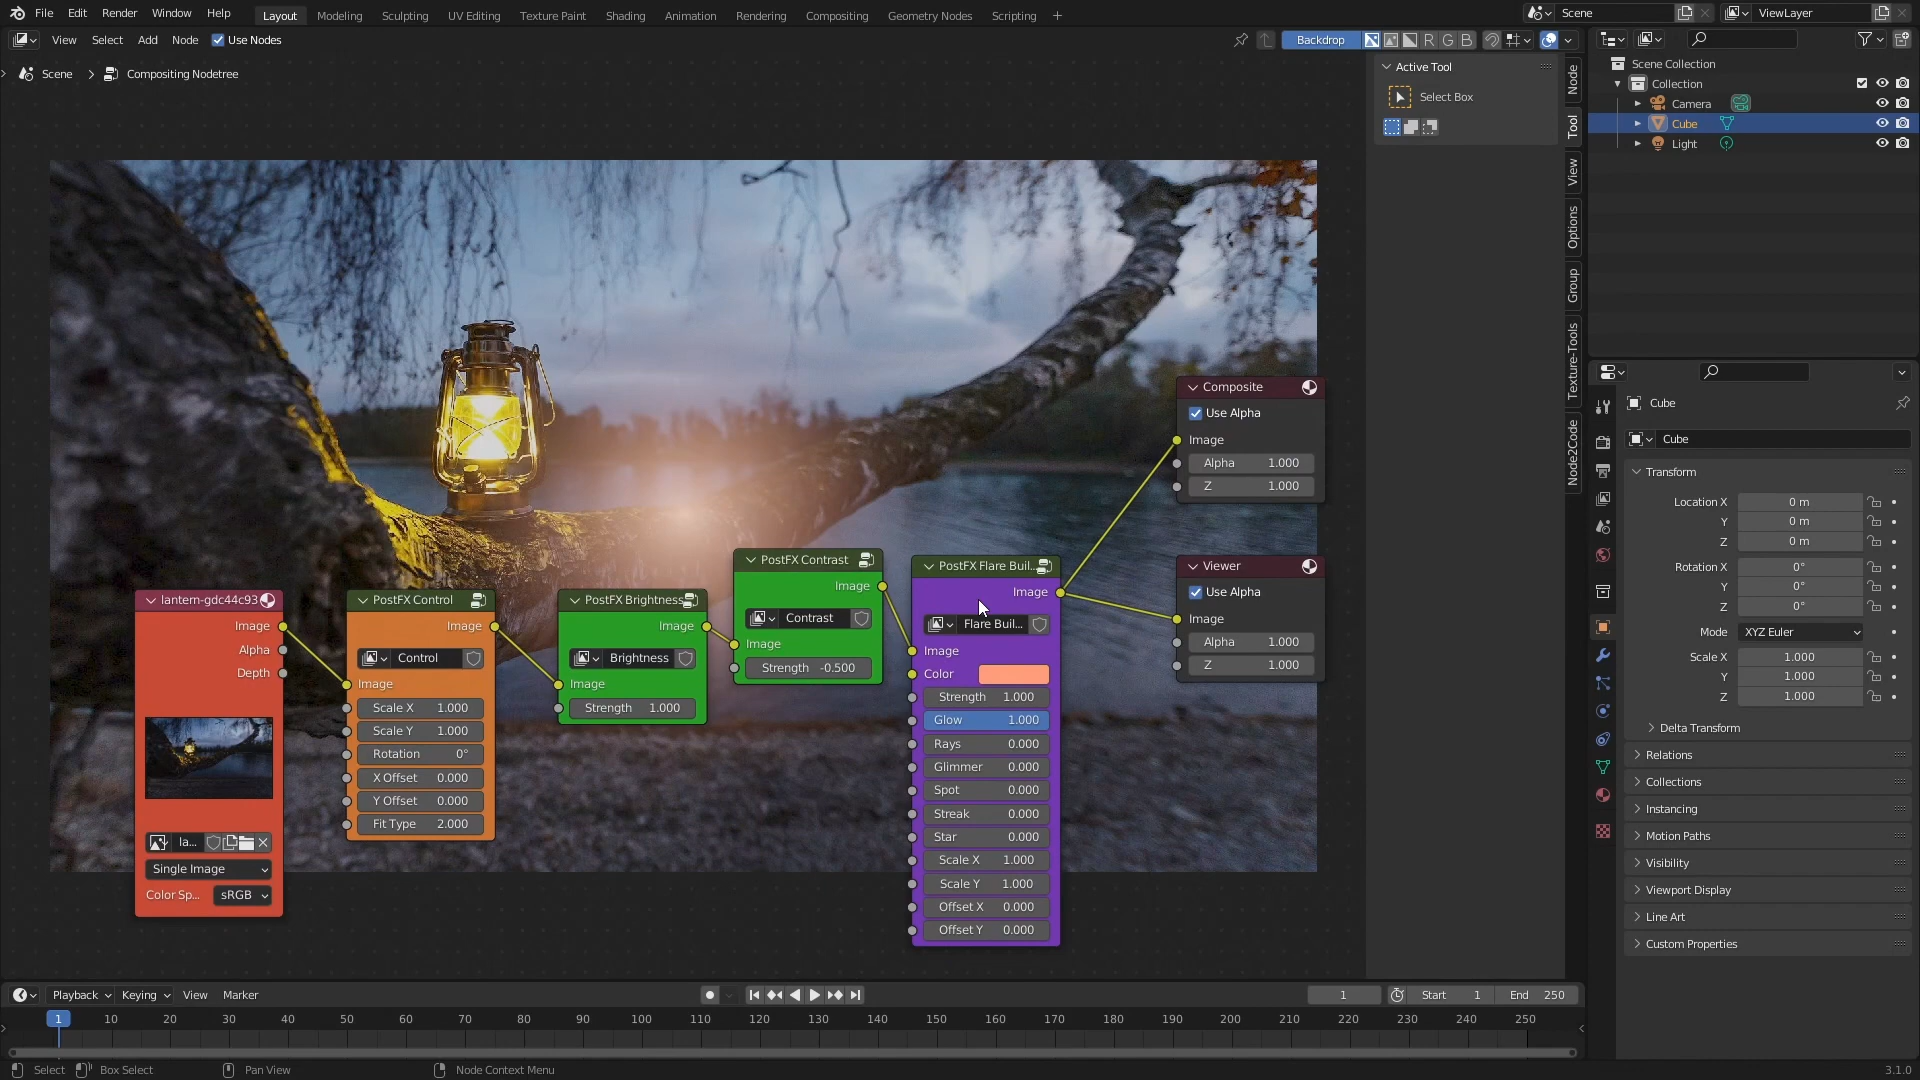 File Edit Render Window Help
Layout Modeling Sculpting UV Editing Texture Paint Shading Animation Rendering Compositing Geometry Nodes Scripting +
Scene ViewLayer
View Select Add Node Use Nodes
Backdrop R G B
Scene > Compositing Nodetree
Active Tool
Select Box
Node
Tool
View
Options
Group
Texture-Tools
Node2Code
Scene Collection
Collection
Camera
Cube
Light
Cube
Cube
Transform
Location X 0 m
Y 0 m
Z 0 m
Rotation X 0°
Y 0°
Z 0°
Mode XYZ Euler
Scale X 1.000
Y 1.000
Z 1.000
Delta Transform
Relations
Collections
Instancing
Motion Paths
Visibility
Viewport Display
Line Art
Custom Properties
lantern-gdc44c93
Image
Alpha
Depth
la...
Single Image
Color Sp... sRGB
PostFX Control
Image
Control
Image
Scale X 1.000
Scale Y 1.000
Rotation 0°
X Offset 0.000
Y Offset 0.000
Fit Type 2.000
PostFX Brightness
Image
Brightness
Image
Strength 1.000
PostFX Contrast
Image
Contrast
Image
Strength -0.500
PostFX Flare Buil...
Image
Flare Buil...
Image
Color
Strength 1.000
Glow 1.000
Rays 0.000
Glimmer 0.000
Spot 0.000
Streak 0.000
Star 0.000
Scale X 1.000
Scale Y 1.000
Offset X 0.000
Offset Y 0.000
Composite
Use Alpha
Image
Alpha 1.000
Z 1.000
Viewer
Use Alpha
Image
Alpha 1.000
Z 1.000
Playback Keying View Marker
1 Start 1 End 250
1 10 20 30 40 50 60 70 80 90 100 110 120 130 140 150 160 170 180 190 200 210 220 230 240 250
Select Box Select Pan View Node Context Menu 3.1.0